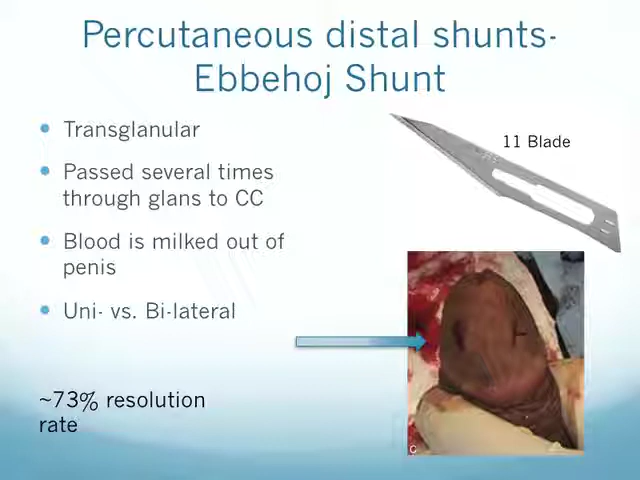 Percutaneous distal shunts-
Ebbehoj Shunt
Transglanular
11 Blade
Passed several times
through glans to CC
Blood is milked out of
penis
Uni- vs. Bi-lateral
~73% resolution
rate
C